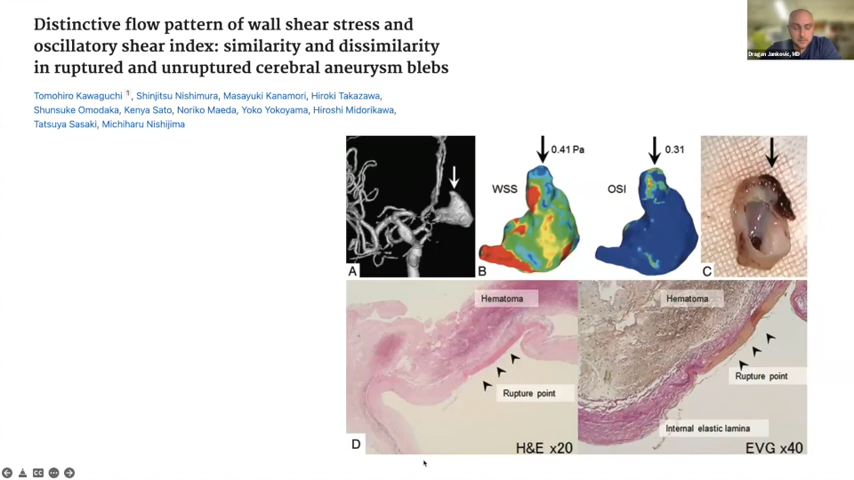 Distinctive flow pattern of wall shear stress and
oscillatory shear index: similarity and dissimilarity
in ruptured and unruptured cerebral aneurysm blebs
Tomohiro Kawaguchi 1, Shinjitsu Nishimura, Masayuki Kanamori, Hiroki Takazawa,
Shunsuke Omodaka, Kenya Sato, Noriko Maeda, Yoko Yokoyama, Hiroshi Midorikawa,
Tatsuya Sasaki, Michiharu Nishijima
Dragan Jankovic, MD
0.41 Pa
0.31
WSS
OSI
A
B
C
Hematoma
Hematoma
Rupture point
Rupture point
Internal elastic lamina
D
H&E x20
EVG x40
CC